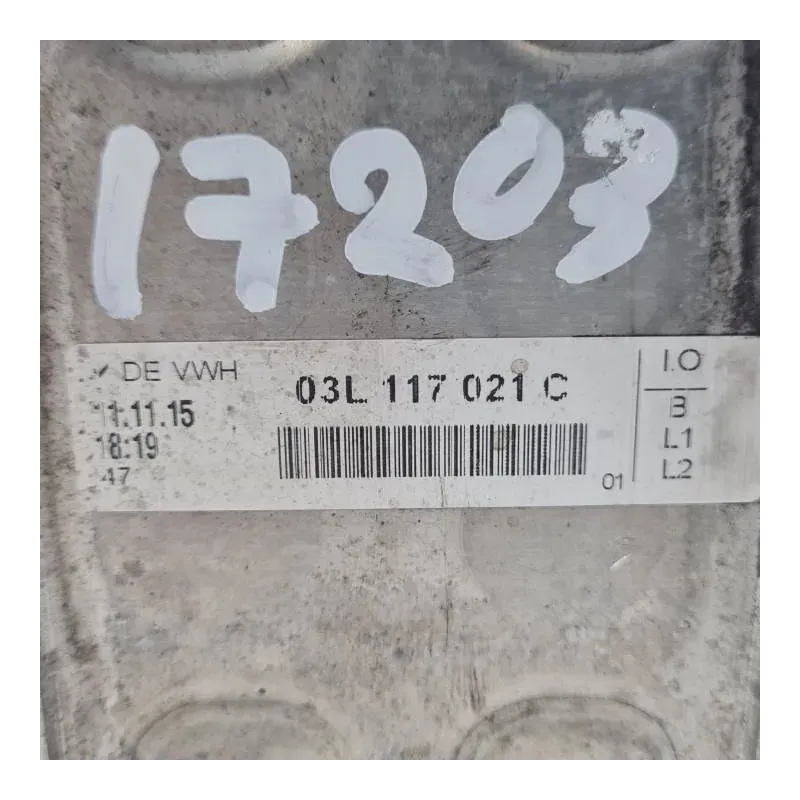 17203
✓ DE VWH
03L 117 021 C
I.O
11.11.15
B
18:19
L1
47
01
L2